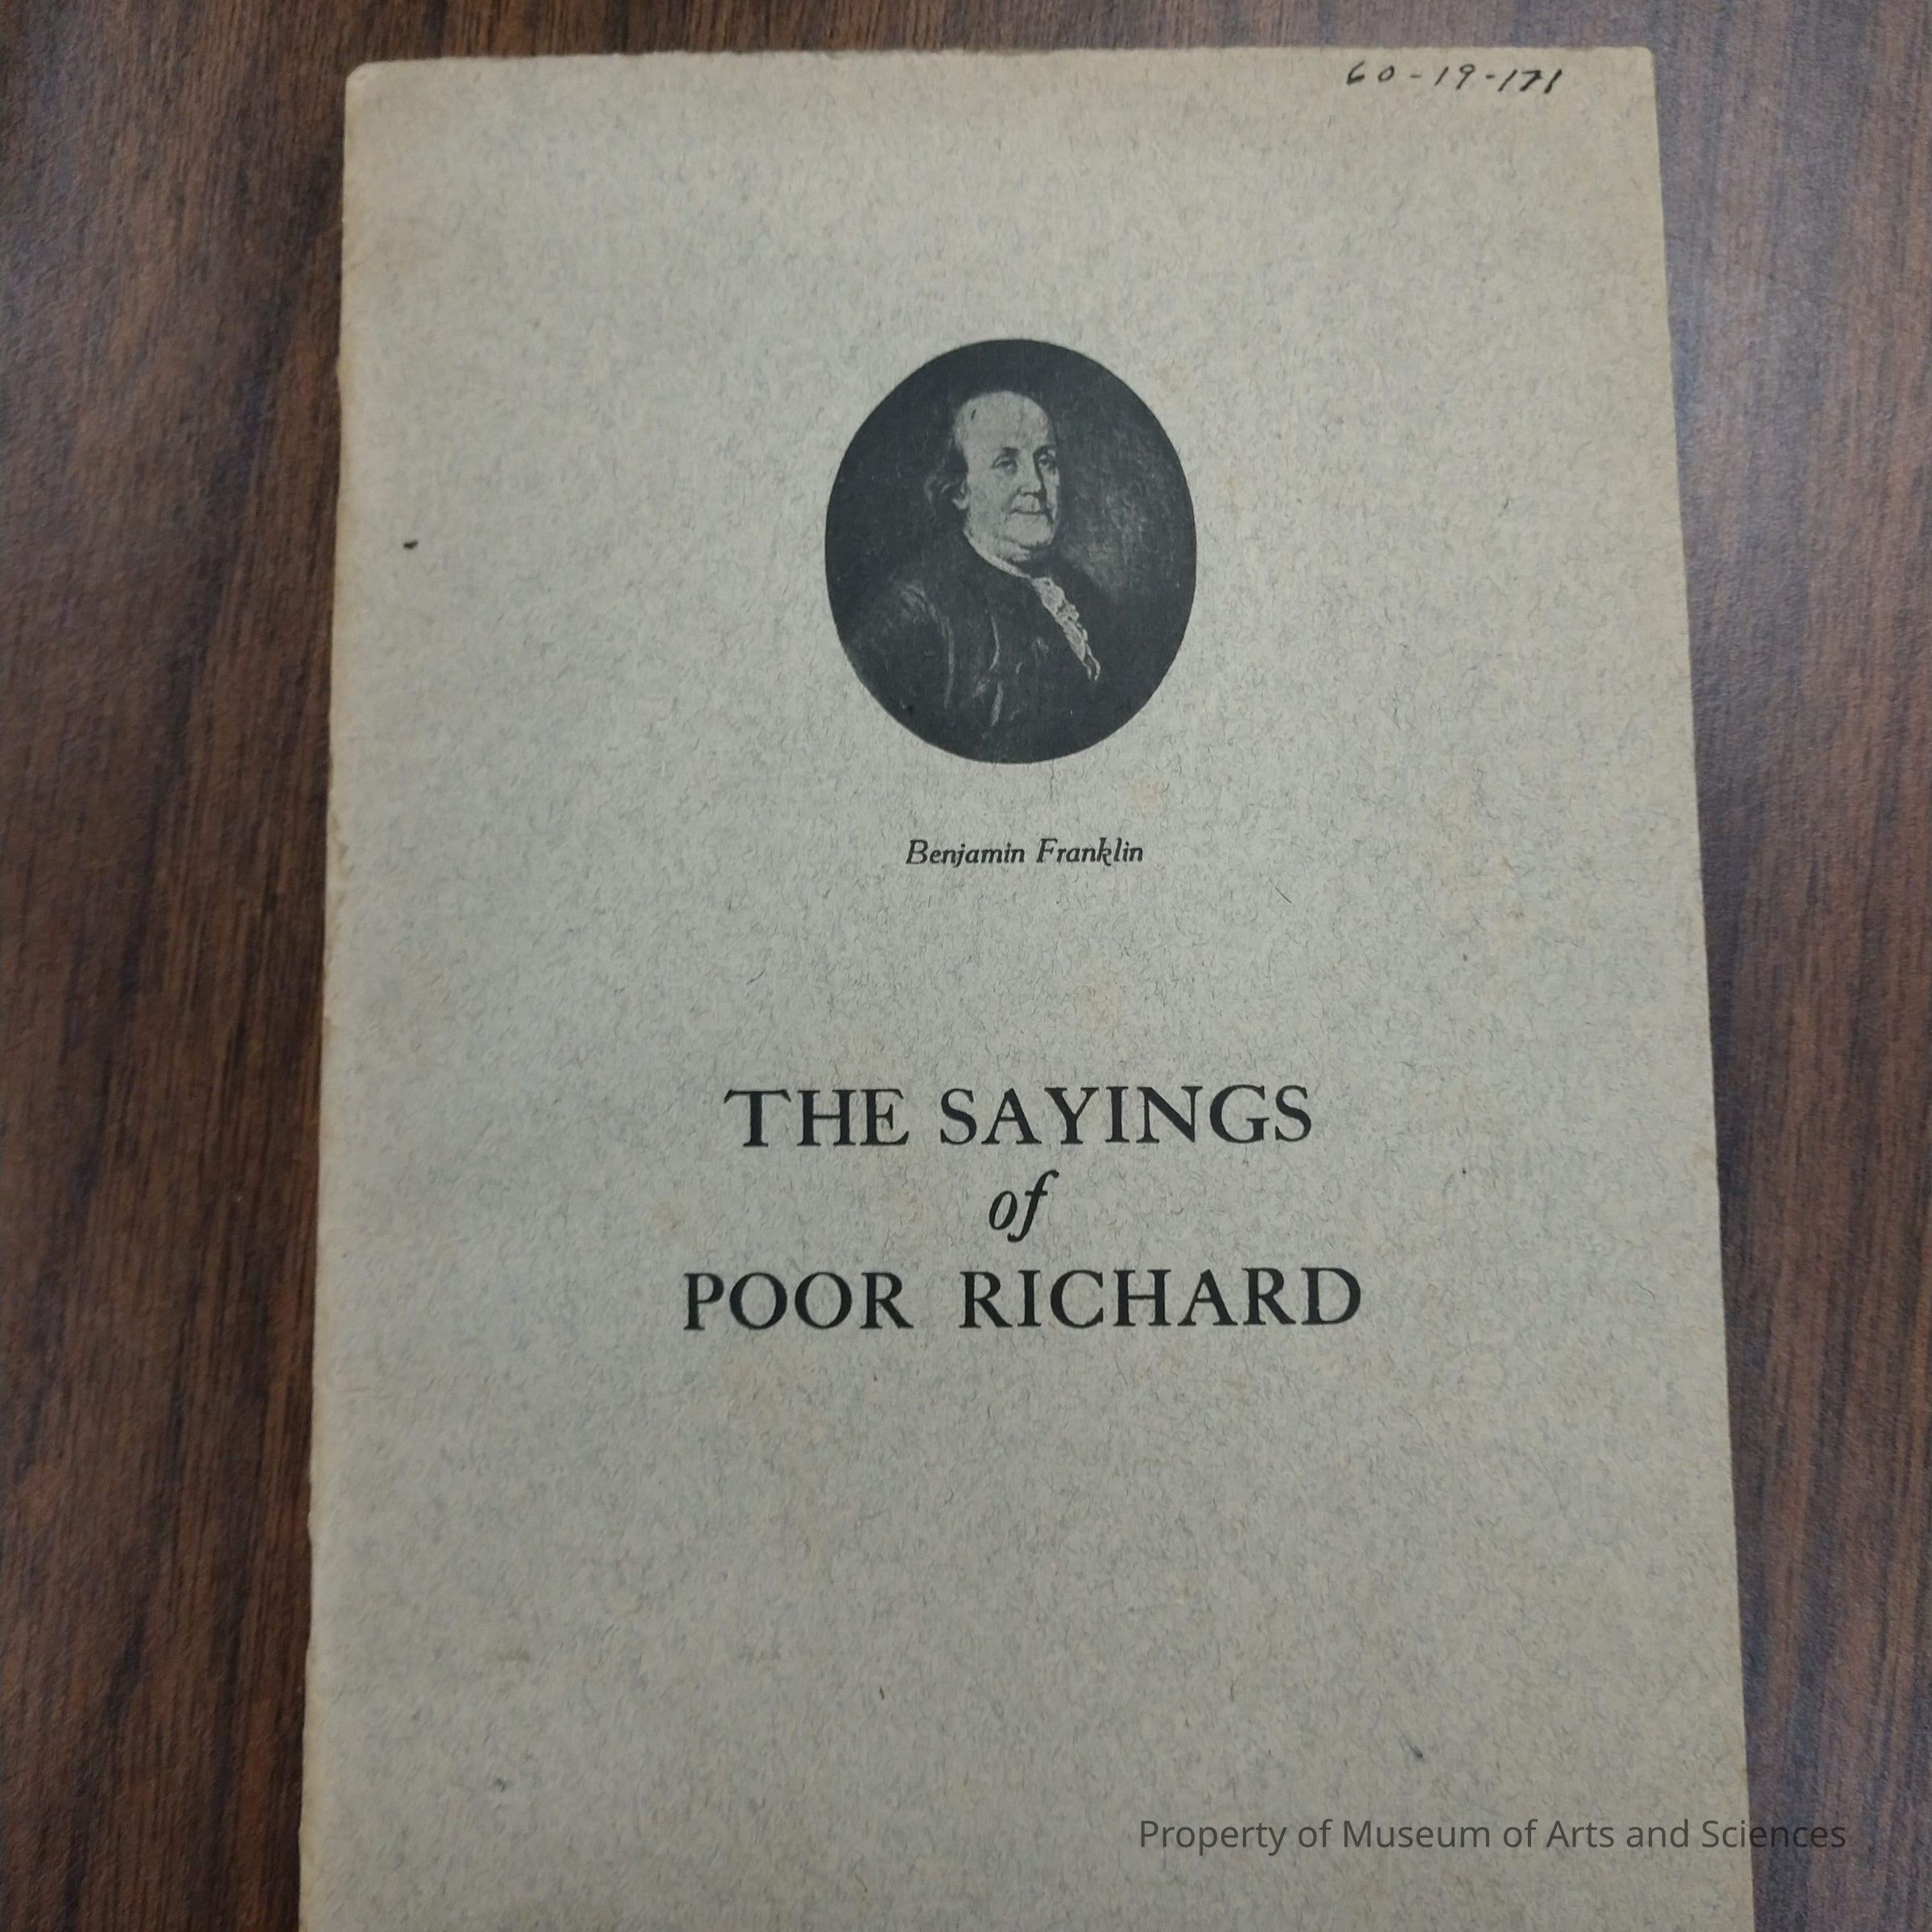 60-19-171
Benjamin Franklin
THE SAYINGS
of
POOR RICHARD
Property of Museum of Arts and Sciences